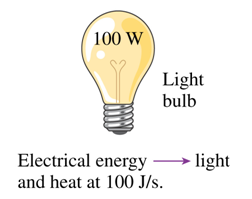 100 W
Light
bulb
Electrical energy ⟶ light
and heat at 100 J/s.